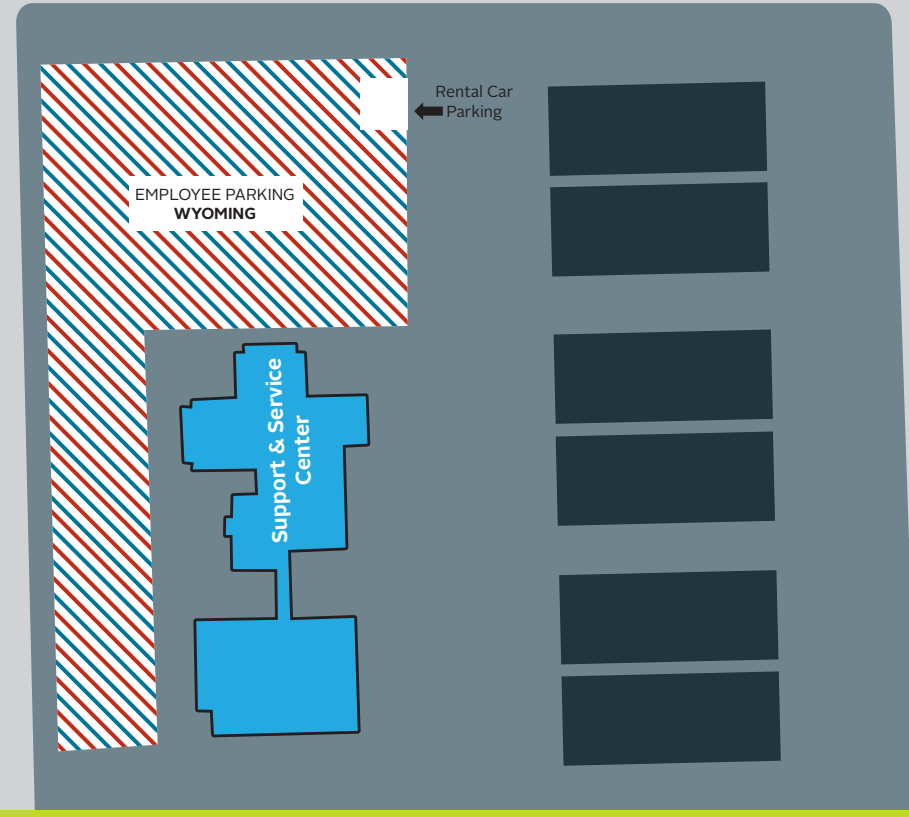 Rental Car
Parking
EMPLOYEE PARKING
WYOMING
Support & Service
Center